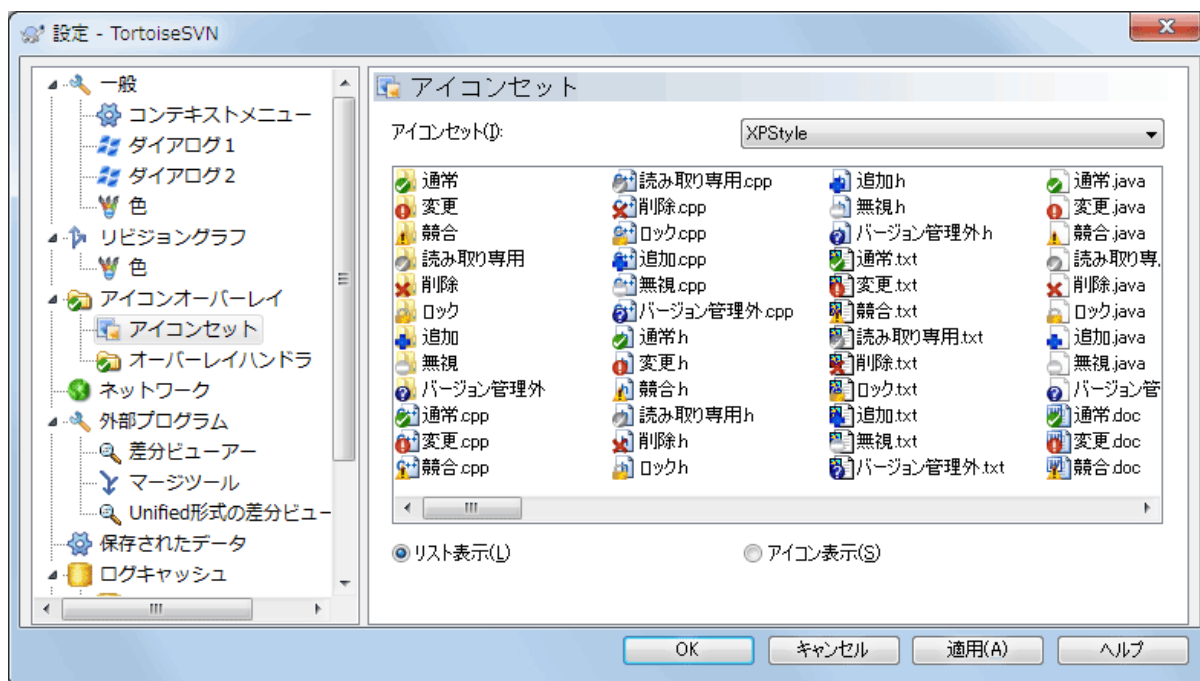 設定 - TortoiseSVN
一般
コンテキストメニュー
ダイアログ1
ダイアログ2
色
リビジョングラフ
色
アイコンオーバーレイ
アイコンセット
オーバーレイハンドラ
ネットワーク
外部プログラム
差分ビューアー
マージツール
Unified形式の差分ビュー
保存されたデータ
ログキャッシュ
アイコンセット
アイコンセット(I):
XPStyle
通常
変更
競合
読み取り専用
削除
ロック
追加
無視
バージョン管理外
通常.cpp
変更.cpp
競合.cpp
読み取り専用.cpp
削除.cpp
ロック.cpp
追加.cpp
無視.cpp
バージョン管理外.cpp
通常.h
変更.h
競合.h
読み取り専用.h
削除.h
ロック.h
追加.h
無視.h
バージョン管理外.h
通常.txt
変更.txt
競合.txt
読み取り専用.txt
削除.txt
ロック.txt
追加.txt
無視.txt
バージョン管理外.txt
通常.java
変更.java
競合.java
読み取り専.
削除.java
ロック.java
追加.java
無視.java
バージョン管
通常.doc
変更.doc
競合.doc
リスト表示(L)
アイコン表示(S)
OK
キャンセル
適用(A)
ヘルプ